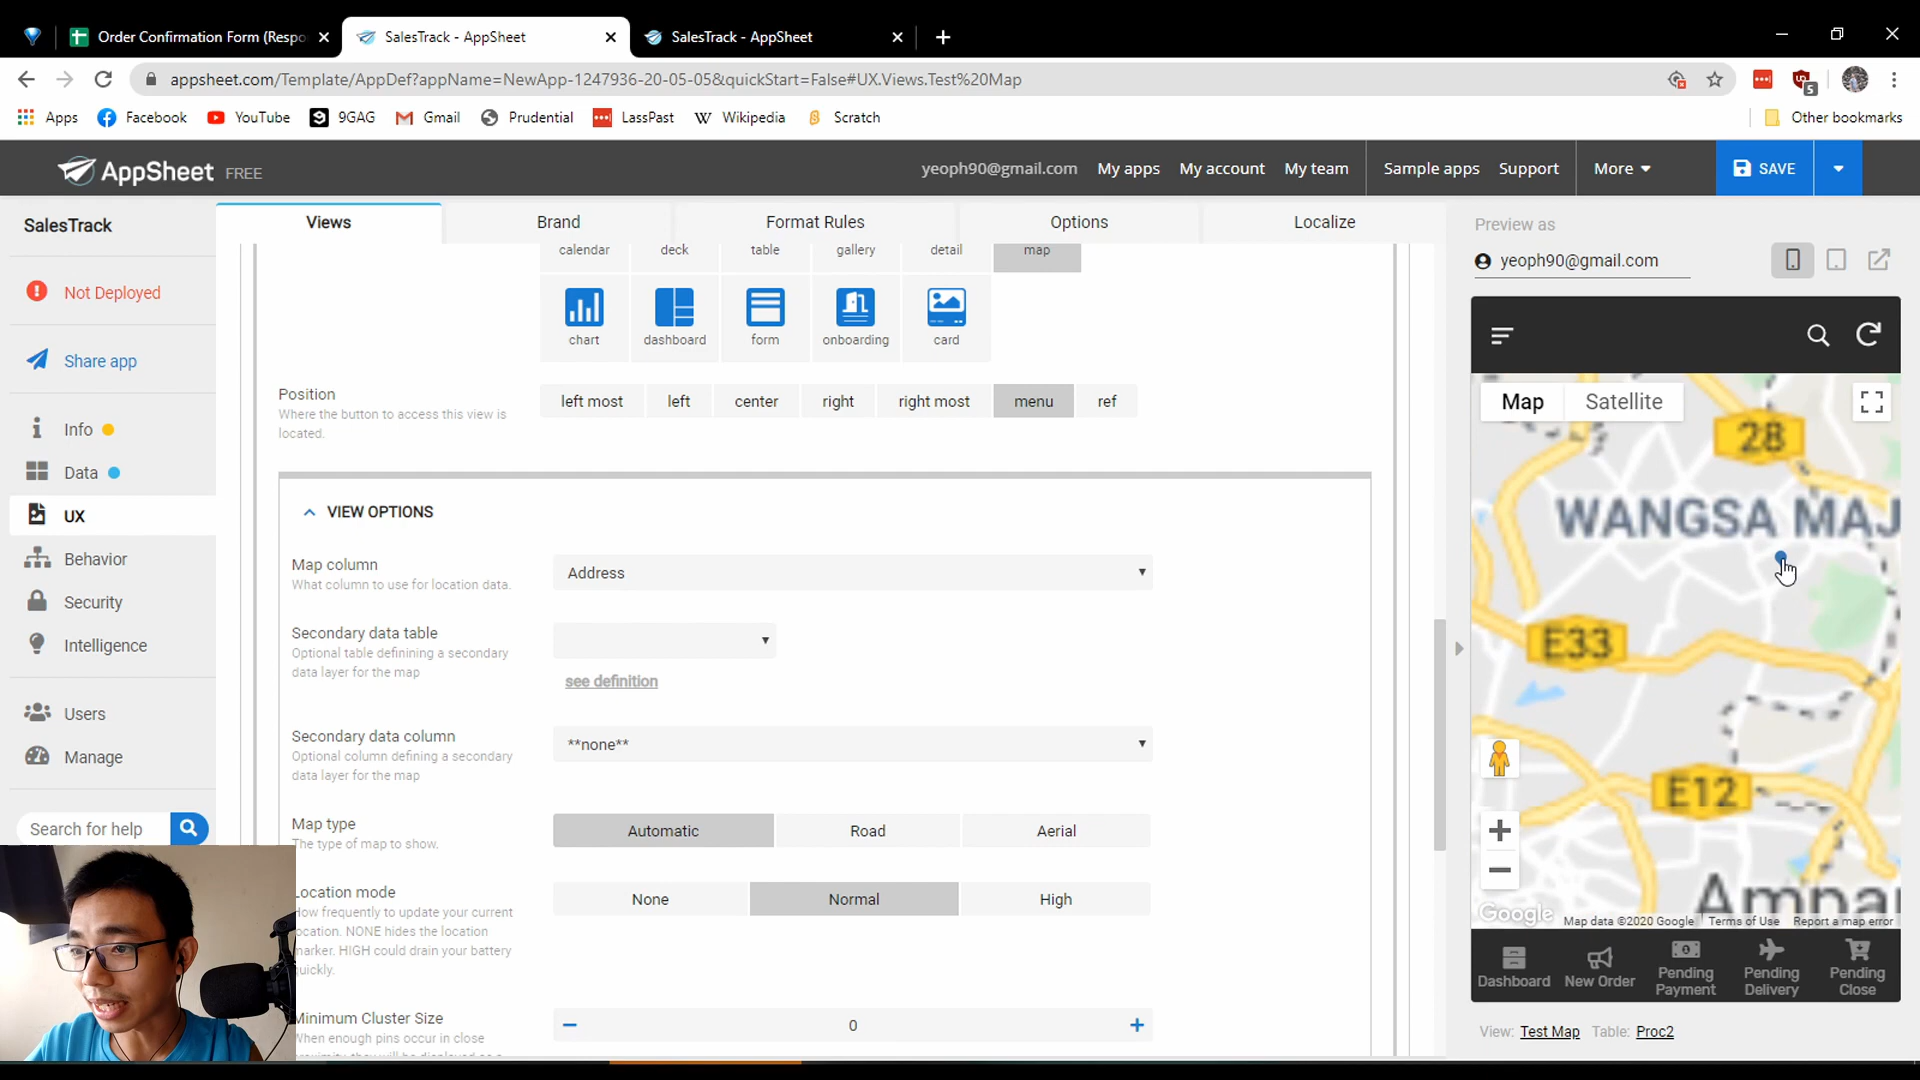 Order Confirmation Form (Respo
SalesTrack - AppSheet
SalesTrack - AppSheet
appsheet.com/Template/AppDef?appName=NewApp-1247936-20-05-05&quickStart=False#UX.Views.Test%20Map
5
Apps
Facebook
YouTube
9GAG
Gmail
Prudential
LassPast
Wikipedia
Scratch
Other bookmarks
AppSheet FREE
yeoph90@gmail.com
My apps
My account
My team
Sample apps
Support
More
SAVE
SalesTrack
Not Deployed
Share app
Info
Data
UX
Behavior
Security
Intelligence
Users
Manage
Search for help
Views
Brand
Format Rules
Options
Localize
calendar
deck
table
gallery
detail
map
chart
dashboard
form
onboarding
card
Position
Where the button to access this view is
located.
left most
left
center
right
right most
menu
ref
VIEW OPTIONS
Map column
What column to use for location data.
Address
Secondary data table
Optional table definining a secondary
data layer for the map
see definition
Secondary data column
Optional column defining a secondary
data layer for the map
**none**
Map type
The type of map to show.
Automatic
Road
Aerial
Location mode
How frequently to update your current
location. NONE hides the location
marker. HIGH could drain your battery
quickly.
None
Normal
High
Minimum Cluster Size
When enough pins occur in close
0
Preview as
yeoph90@gmail.com
Map
Satellite
28
WANGSA MAJ
E33
E12
Ampan
Google
Map data ©2020 Google
Terms of Use
Report a map error
Dashboard
New Order
Pending
Payment
Pending
Delivery
Pending
Close
View: Test Map Table: Proc2